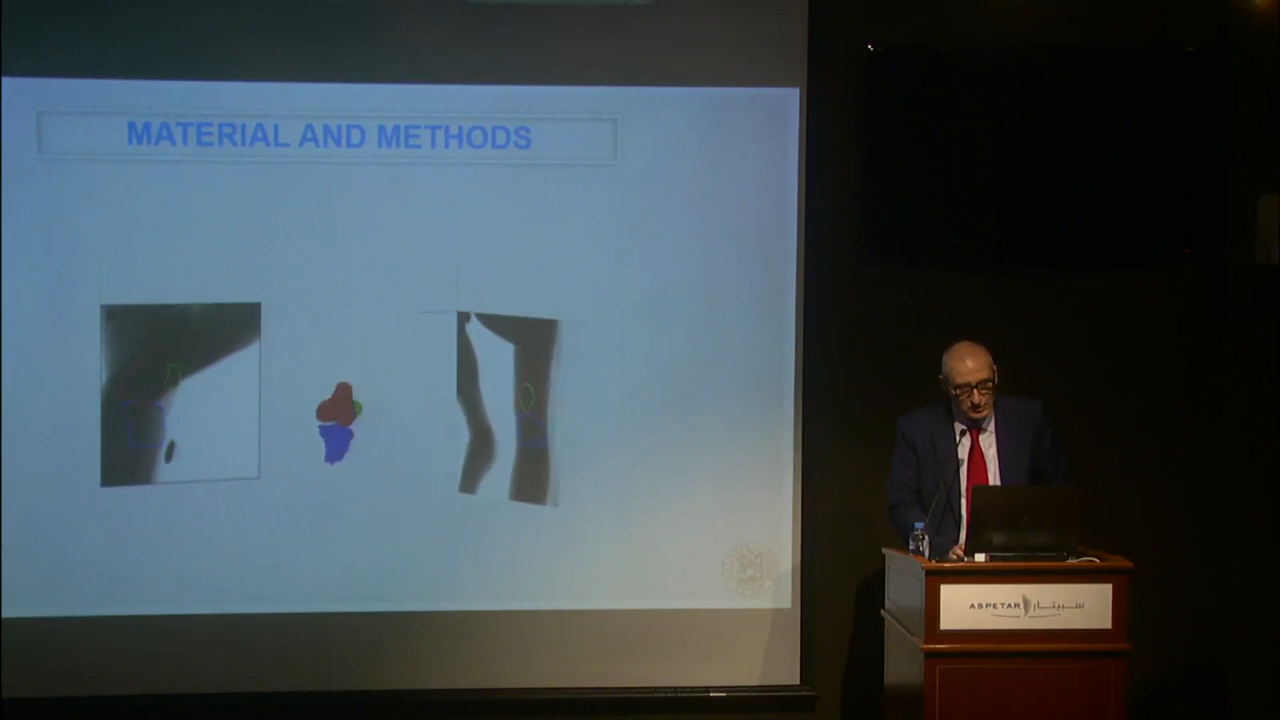 MATERIAL AND METHODS
ASPETAR سبيتار